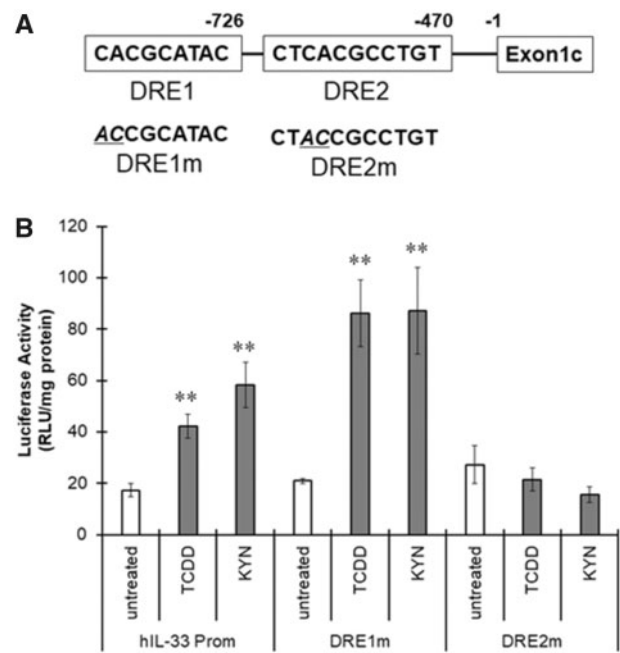 A
-726 -470 -1
CACGCATAC CTCACGCCTGT Exon1c
DRE1 DRE2
ACCGCATAC CTACCGCCTGT
DRE1m DRE2m
B
Luciferase Activity
(RLU/mg protein)
120
100
80
60
40
20
0
** ** ** **
untreated TCDD KYN untreated TCDD KYN untreated TCDD KYN
hIL-33 Prom DRE1m DRE2m